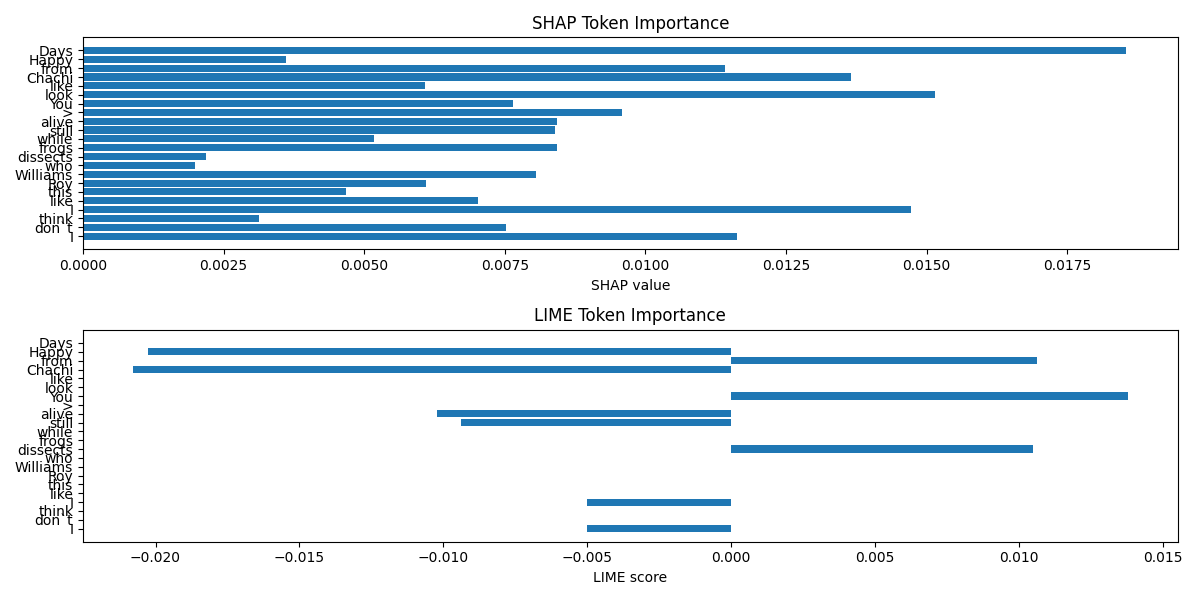 SHAP Token Importance
Days
Happy
from
Chachi
like
look
You
>
alive
still
while
frogs
dissects
who
Williams
Roy
this
like
I
think
don t
I
0.0000 0.0025 0.0050 0.0075 0.0100 0.0125 0.0150 0.0175
SHAP value
LIME Token Importance
Days
Happy
from
Chachi
like
look
You
>
alive
still
while
frogs
dissects
who
Williams
Roy
this
like
I
think
don t
I
−0.020 −0.015 −0.010 −0.005 0.000 0.005 0.010 0.015
LIME score